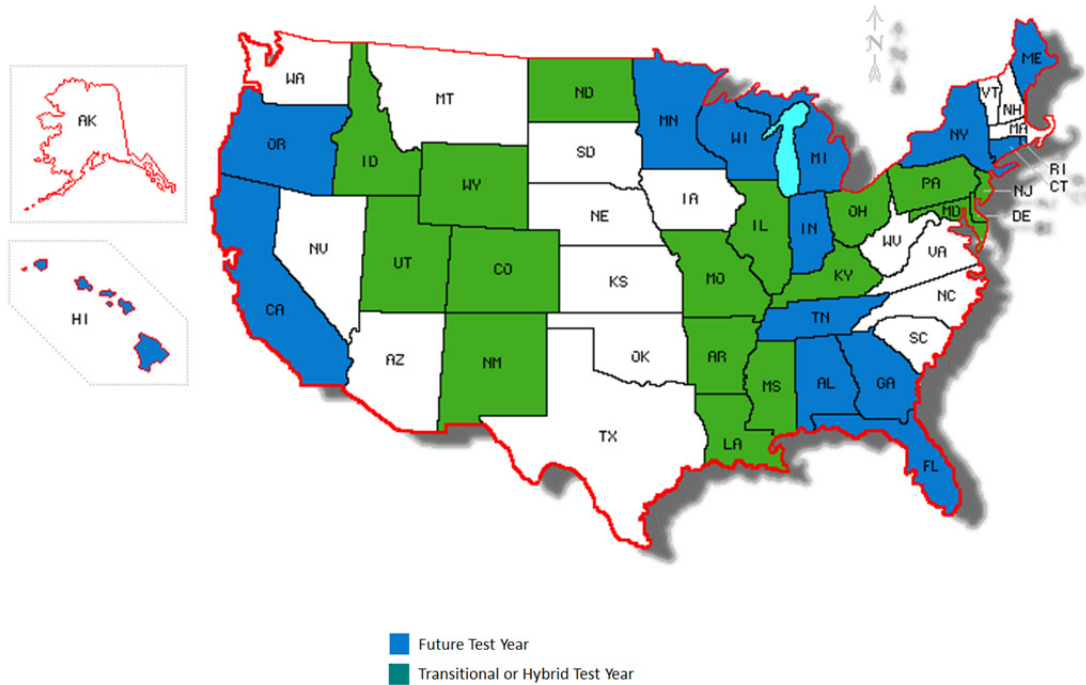 N
WA
AK
MT
ND
ME
VT
NH
MN
OR
ID
SD
WI
NY
MA
MI
WY
RI
CT
IA
PA
NJ
NE
OH
MD
DE
NV
IL
IN
UT
CO
WV
VA
CA
KS
MO
KY
HI
NC
TN
AZ
NM
OK
AR
SC
MS
AL
GA
TX
LA
FL
Future Test Year
Transitional or Hybrid Test Year